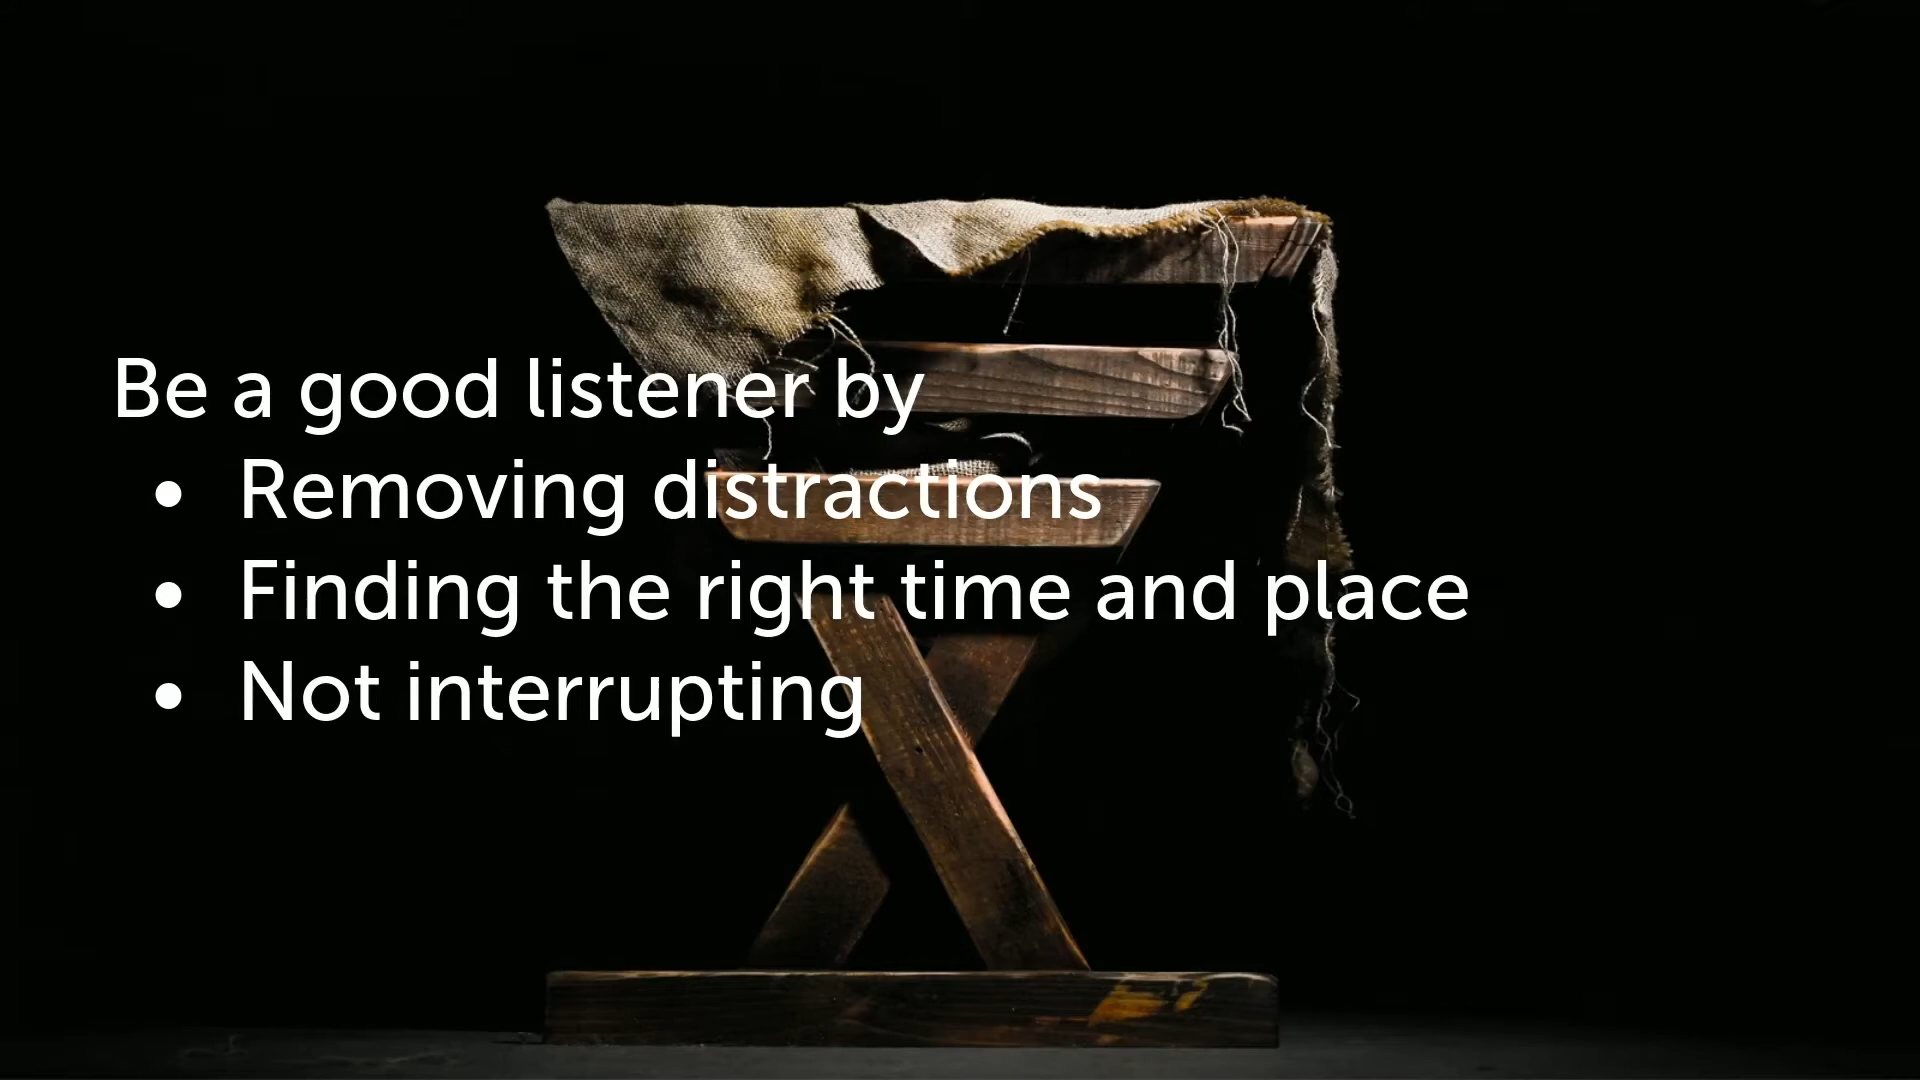 Be a good listener by
• Removing distractions
• Finding the right time and place
• Not interrupting